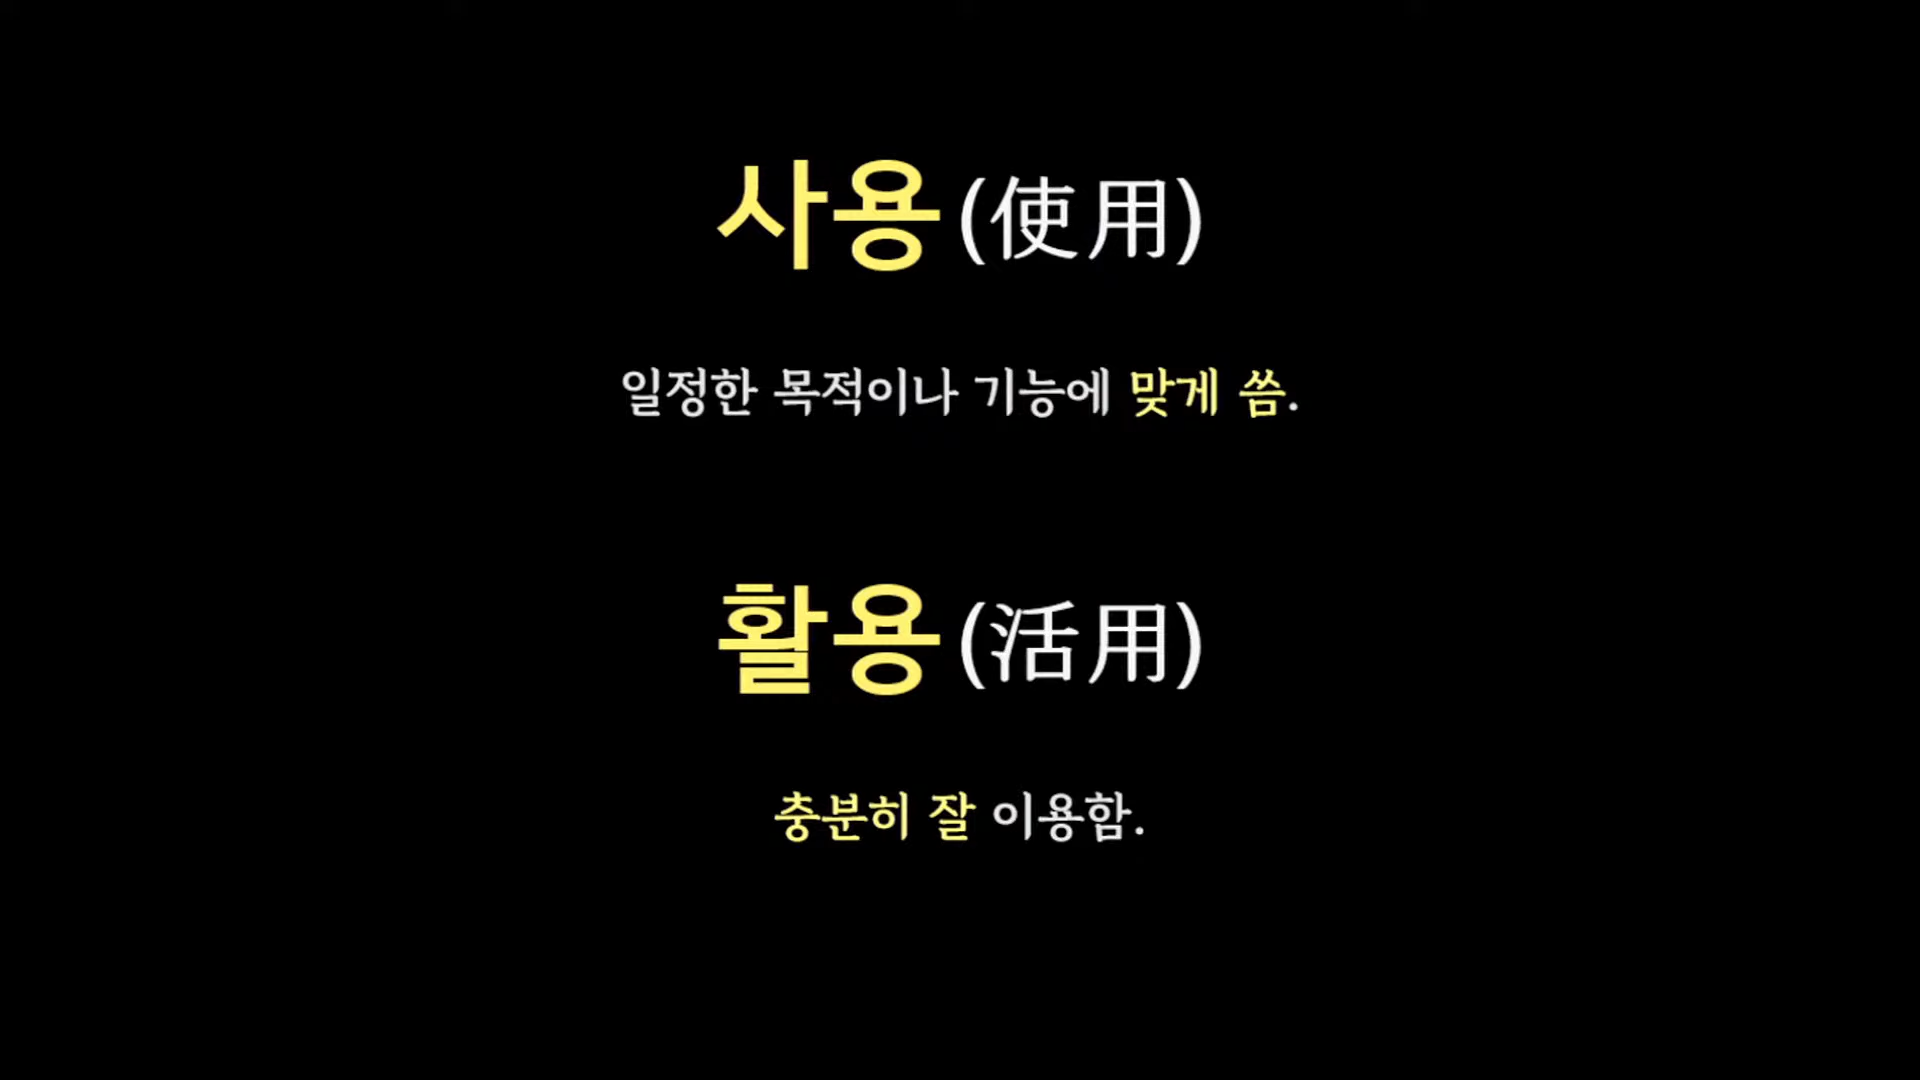 사용(使用)
일정한 목적이나 기능에 맞게 씀.
활용(活用)
충분히 잘 이용함.